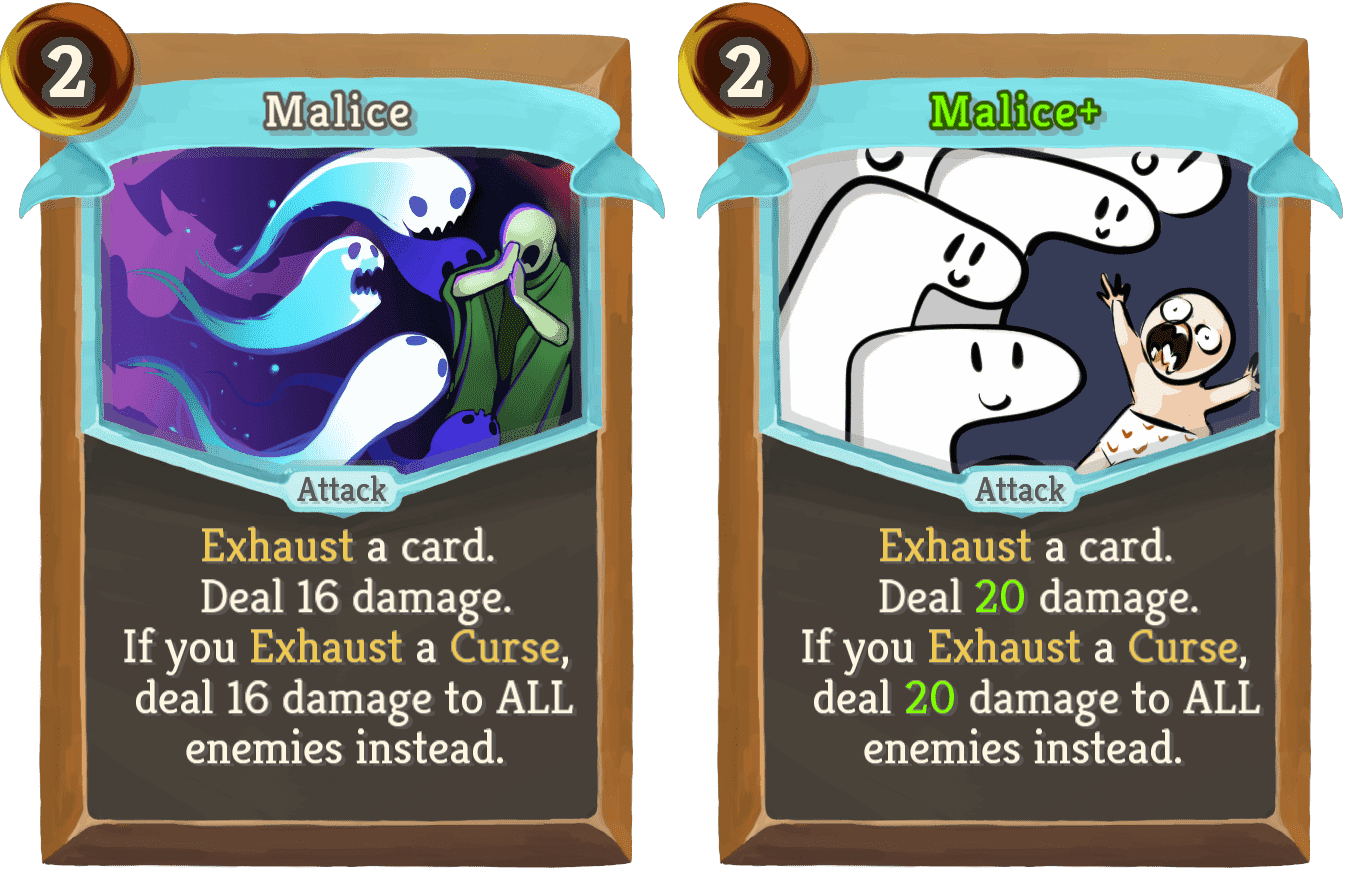 2
Malice
Attack
Exhaust a card.
Deal 16 damage.
If you Exhaust a Curse,
deal 16 damage to ALL
enemies instead.
2
Malice+
Attack
Exhaust a card.
Deal 20 damage.
If you Exhaust a Curse,
deal 20 damage to ALL
enemies instead.